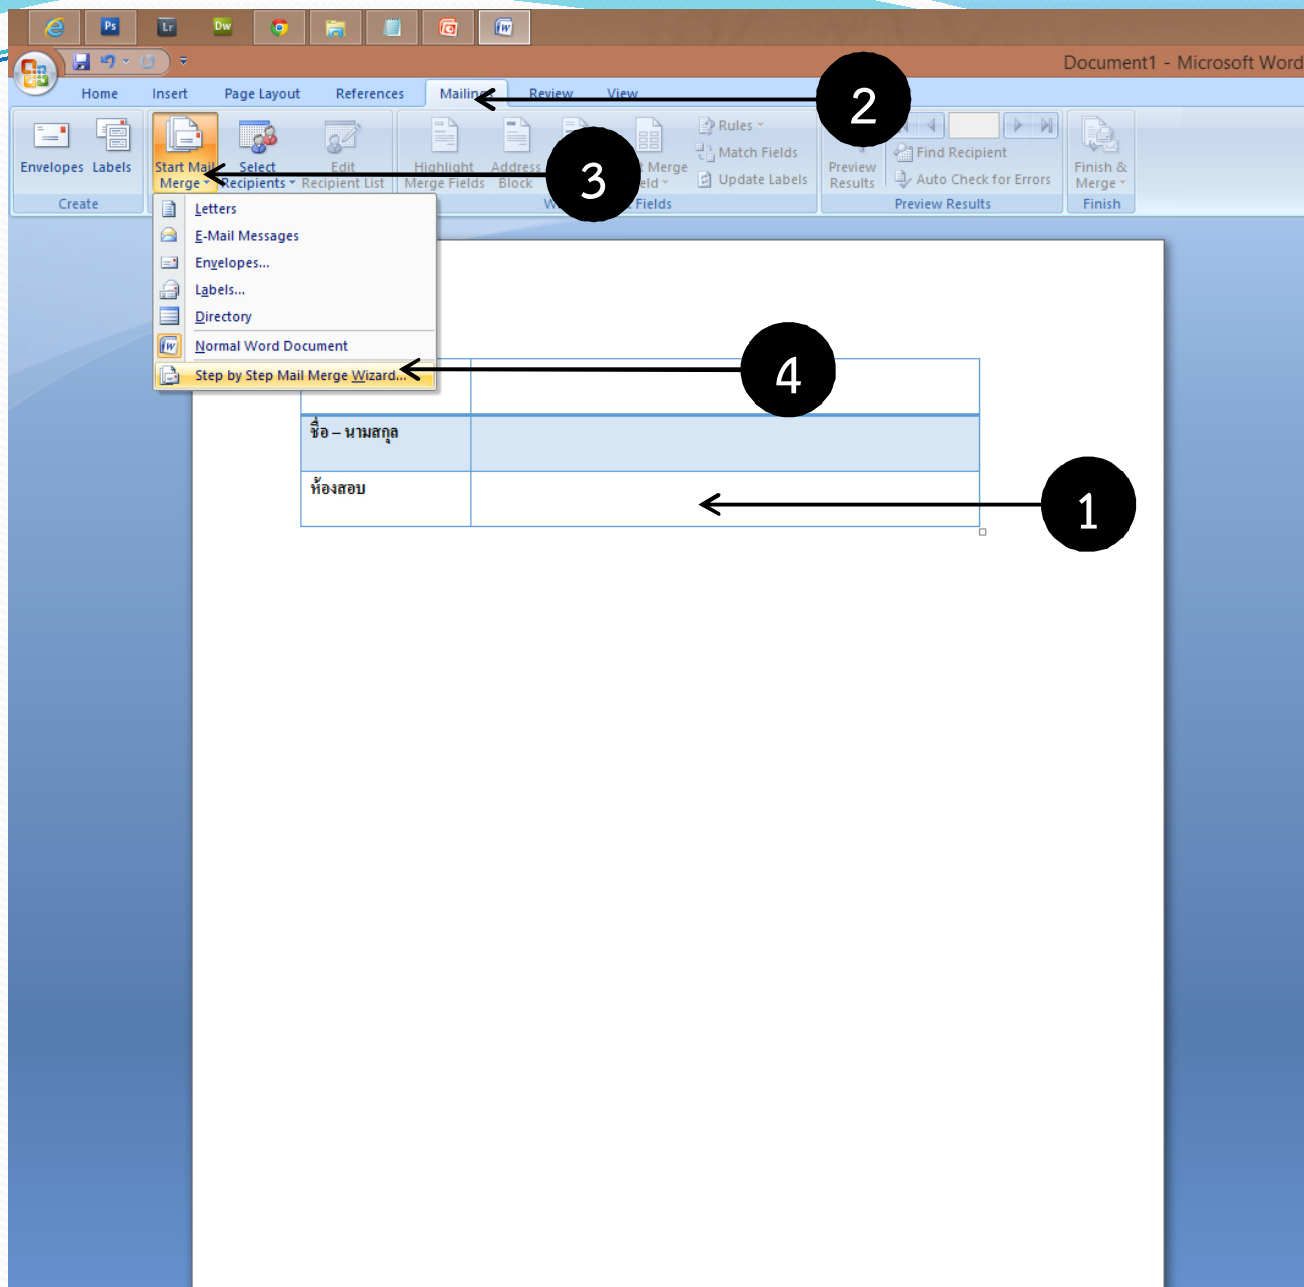 Ps
Lr
Dw
Document1 - Microsoft Word
Home Insert Page Layout References Mailings Review View
2
Rules
Envelopes Labels Start Mail Merge Select Recipients Edit Recipient List Highlight Merge Fields Address Block 3 Merge Match Fields Update Labels Preview Results Find Recipient Auto Check for Errors Finish & Merge
Create Fields Preview Results Finish
Letters
E-Mail Messages
Envelopes...
Labels...
Directory
Normal Word Document
Step by Step Mail Merge Wizard...
4
ชื่อ – นามสกุล
ห้องสอบ
1